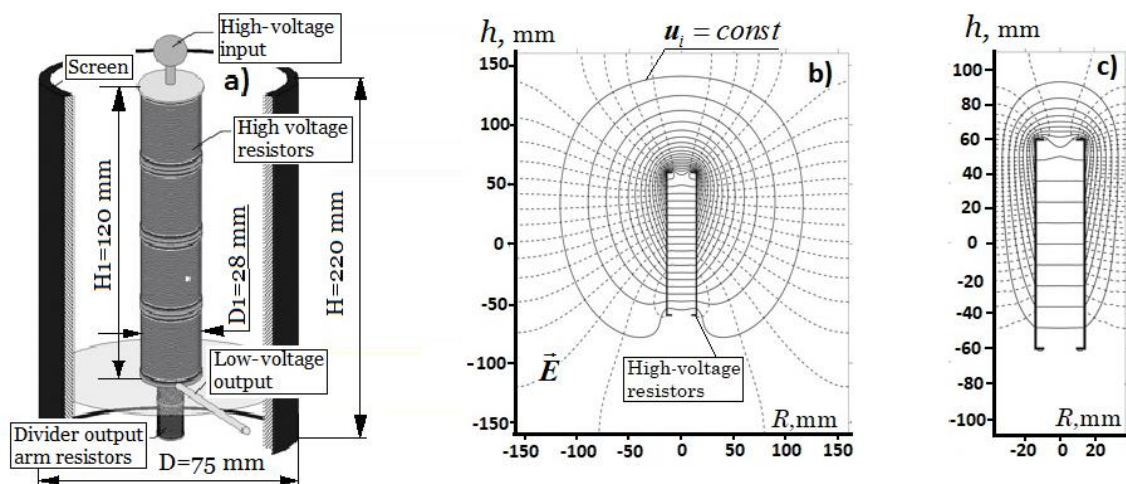 High-voltage
input
Screen
a)
High voltage
resistors
H1=120 mm
D1=28 mm
H=220 mm
Low-voltage
output
Divider output
arm resistors
D=75 mm
h, mm
u_i = const
b)
150
100
50
0
-50
-100
-150
E
High-voltage
resistors
R,mm
-150 -100 -50 0 50 100 150
h, mm
c)
100
80
60
40
20
0
-20
-40
-60
-80
-100
R,mm
-20 0 20